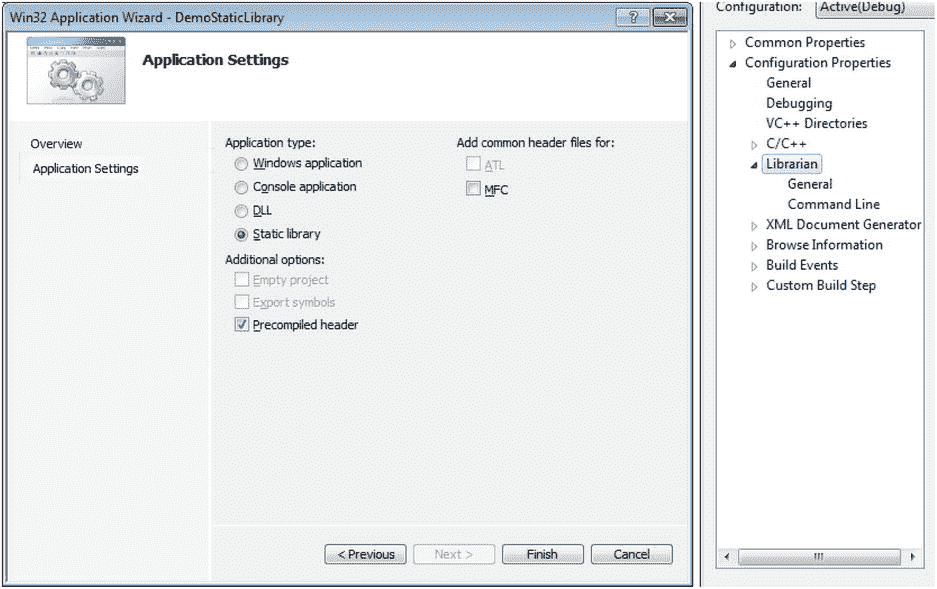 Win32 Application Wizard - DemoStaticLibrary
Application Settings
Overview
Application Settings
Application type:
Windows application
Console application
DLL
Static library
Additional options:
Empty project
Export symbols
Precompiled header
Add common header files for:
ATL
MFC
< Previous
Next >
Finish
Cancel
Configuration:
Active(Debug)
Common Properties
Configuration Properties
General
Debugging
VC++ Directories
C/C++
Librarian
General
Command Line
XML Document Generator
Browse Information
Build Events
Custom Build Step